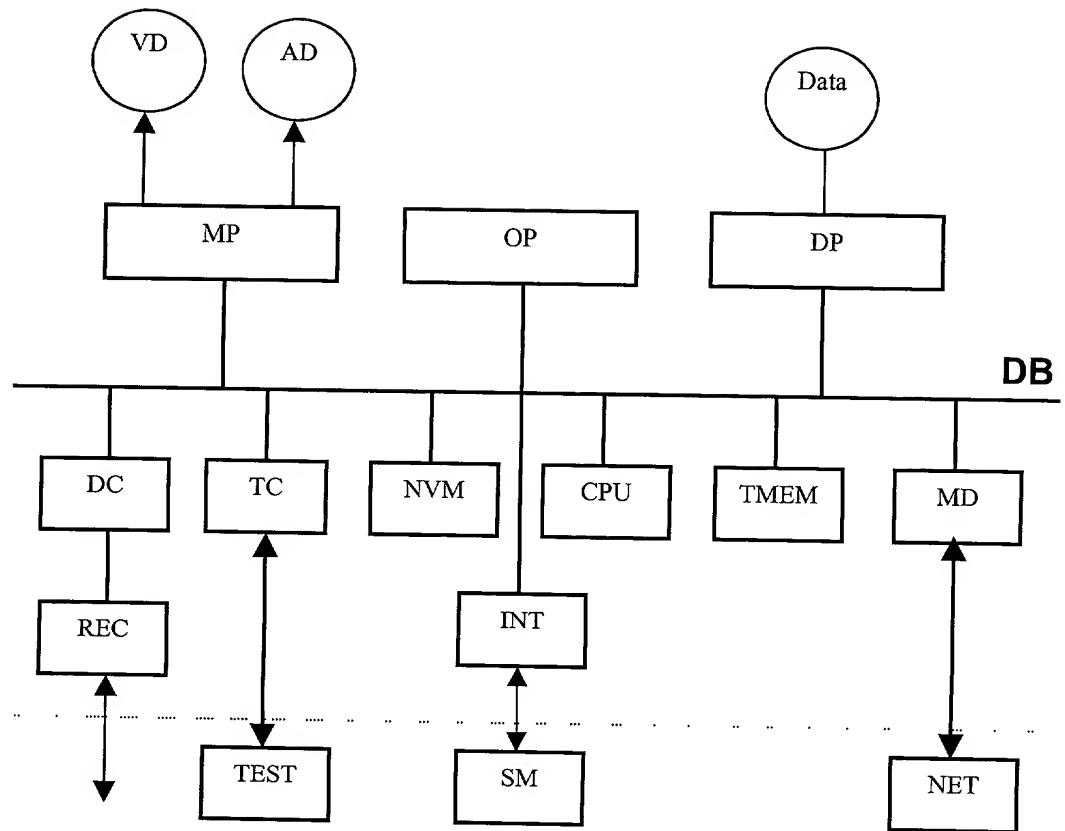 VD
AD
Data
MP
OP
DP
DB
DC
TC
NVM
CPU
TMEM
MD
REC
INT
TEST
SM
NET